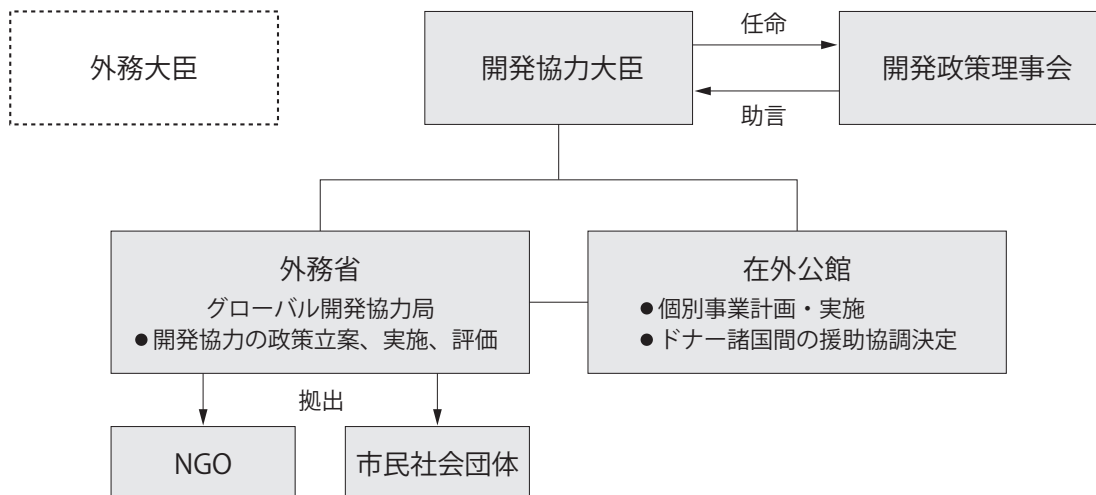 外務大臣
開発協力大臣
任命
助言
開発政策理事会
外務省
グローバル開発協力局
●開発協力の政策立案、実施、評価
在外公館
●個別事業計画・実施
●ドナー諸国間の援助協調決定
拠出
NGO
市民社会団体